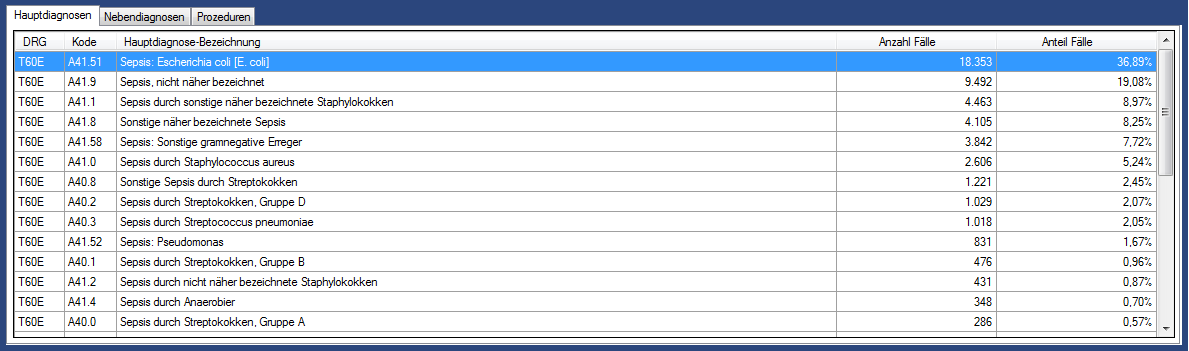 Hauptdiagnosen Nebendiagnosen Prozeduren
DRG Kode Hauptdiagnose-Bezeichnung Anzahl Fälle Anteil Fälle
T60E A41.51 Sepsis: Escherichia coli [E. coli] 18.353 36,89%
T60E A41.9 Sepsis, nicht näher bezeichnet 9.492 19,08%
T60E A41.1 Sepsis durch sonstige näher bezeichnete Staphylokokken 4.463 8,97%
T60E A41.8 Sonstige näher bezeichnete Sepsis 4.105 8,25%
T60E A41.58 Sepsis: Sonstige gramnegative Erreger 3.842 7,72%
T60E A41.0 Sepsis durch Staphylococcus aureus 2.606 5,24%
T60E A40.8 Sonstige Sepsis durch Streptokokken 1.221 2,45%
T60E A40.2 Sepsis durch Streptokokken, Gruppe D 1.029 2,07%
T60E A40.3 Sepsis durch Streptococcus pneumoniae 1.018 2,05%
T60E A41.52 Sepsis: Pseudomonas 831 1,67%
T60E A40.1 Sepsis durch Streptokokken, Gruppe B 476 0,96%
T60E A41.2 Sepsis durch nicht näher bezeichnete Staphylokokken 431 0,87%
T60E A41.4 Sepsis durch Anaerobier 348 0,70%
T60E A40.0 Sepsis durch Streptokokken, Gruppe A 286 0,57%